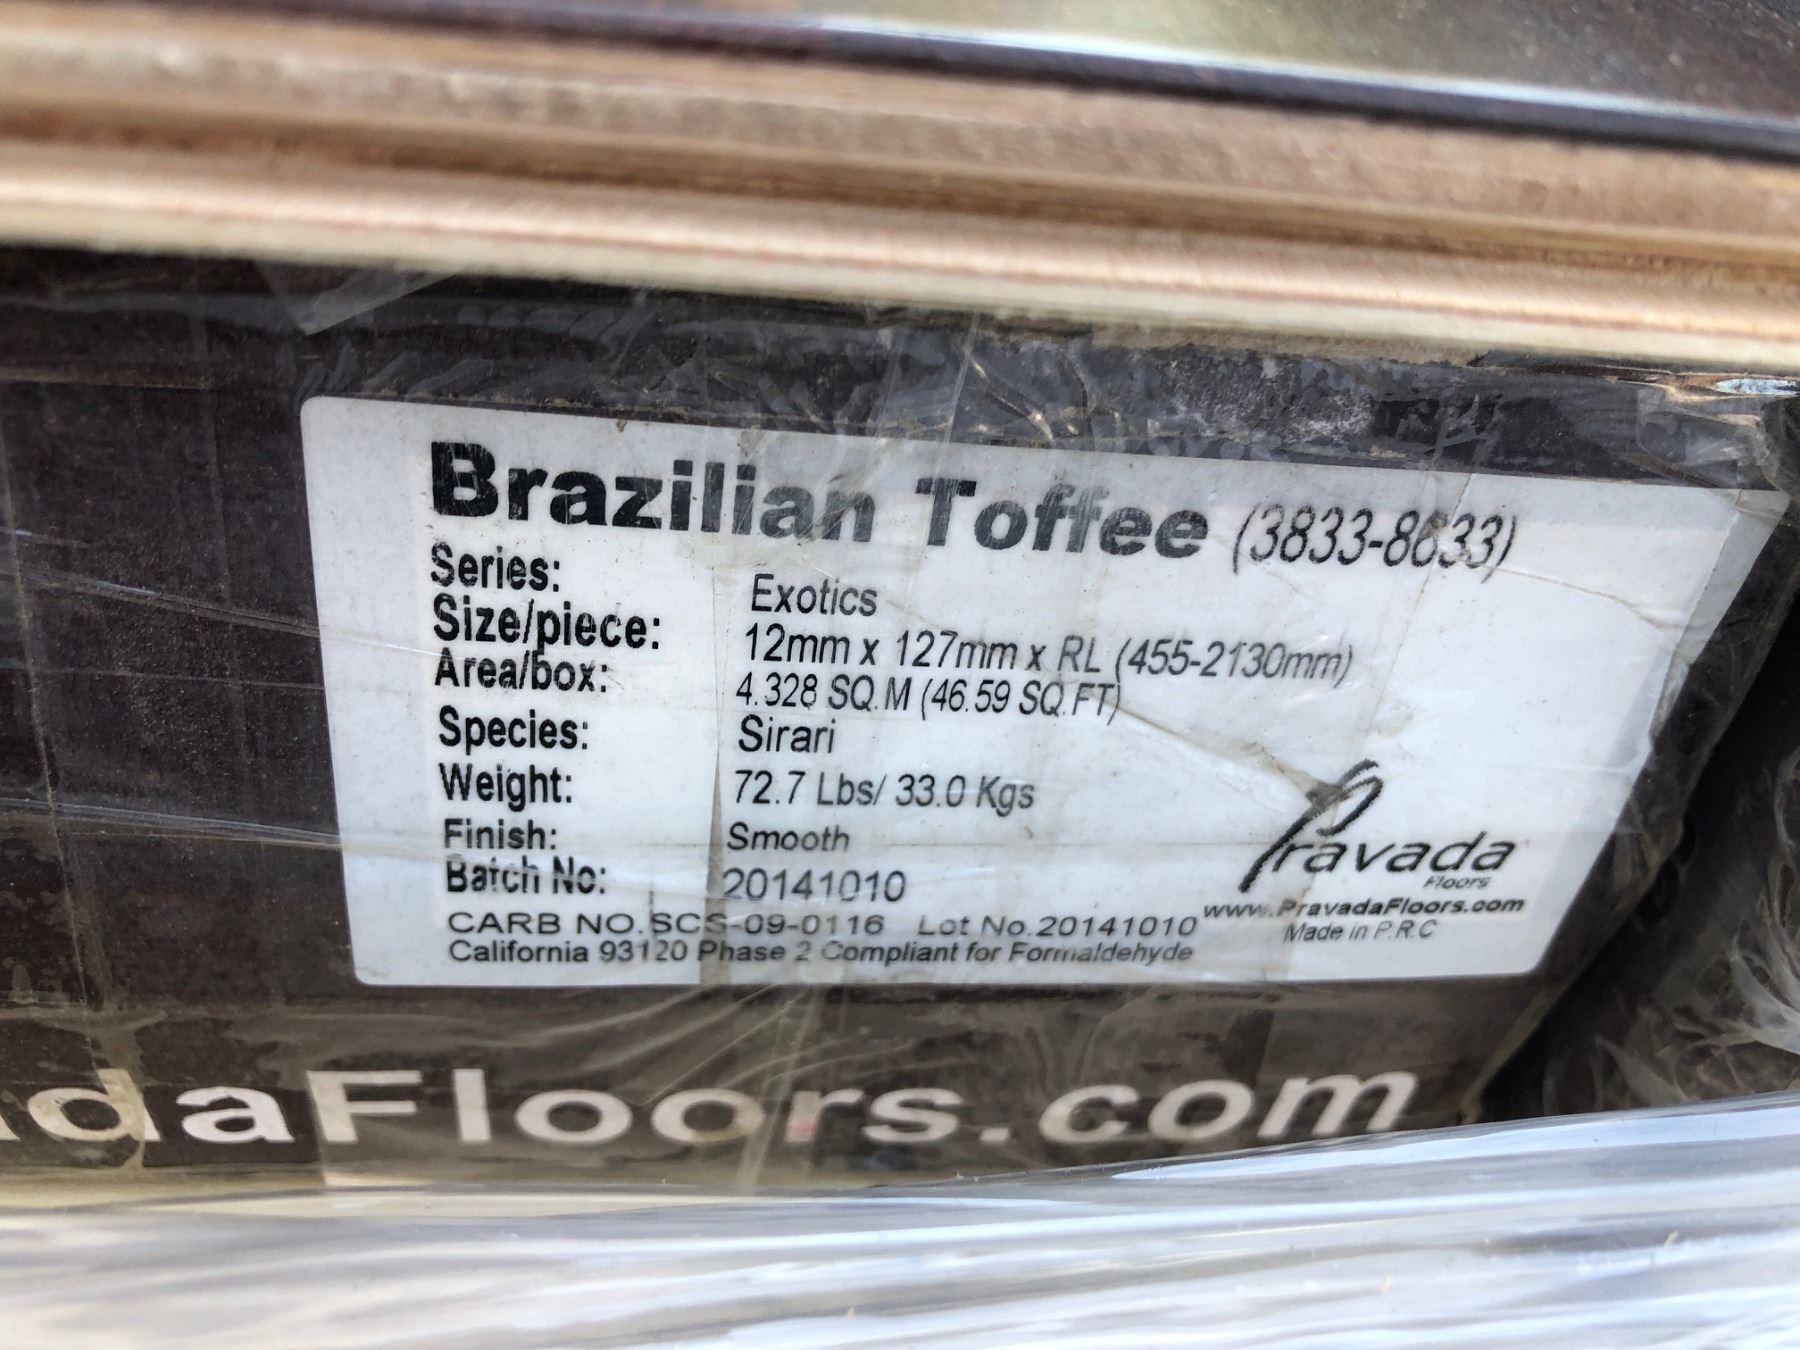 Brazilian Toffee (3833-8633)
Series: Exotics
Size/piece: 12mm x 127mm x RL (455-2130mm)
Area/box: 4.328 SQ.M (46.59 SQ.FT)
Species: Sirari
Weight: 72.7 Lbs/ 33.0 Kgs
Finish: Smooth
Batch No: 20141010
CARB NO.SCS-09-0116 Lot No.20141010
California 93120 Phase 2 Compliant for Formaldehyde
Pravada
Floors
www.PravadaFloors.com
Made in P.R.C
adaFloors.com